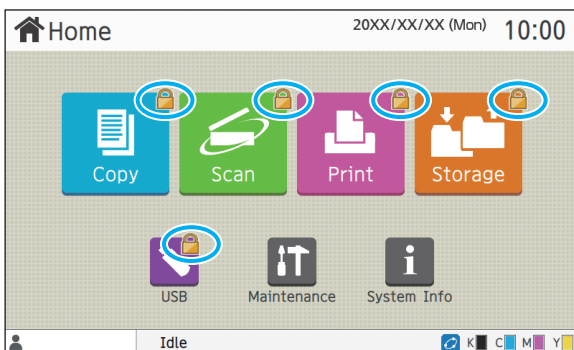 Home 20XX/XX/XX (Mon) 10:00
Copy Scan Print Storage
USB Maintenance System Info
Idle K C M Y